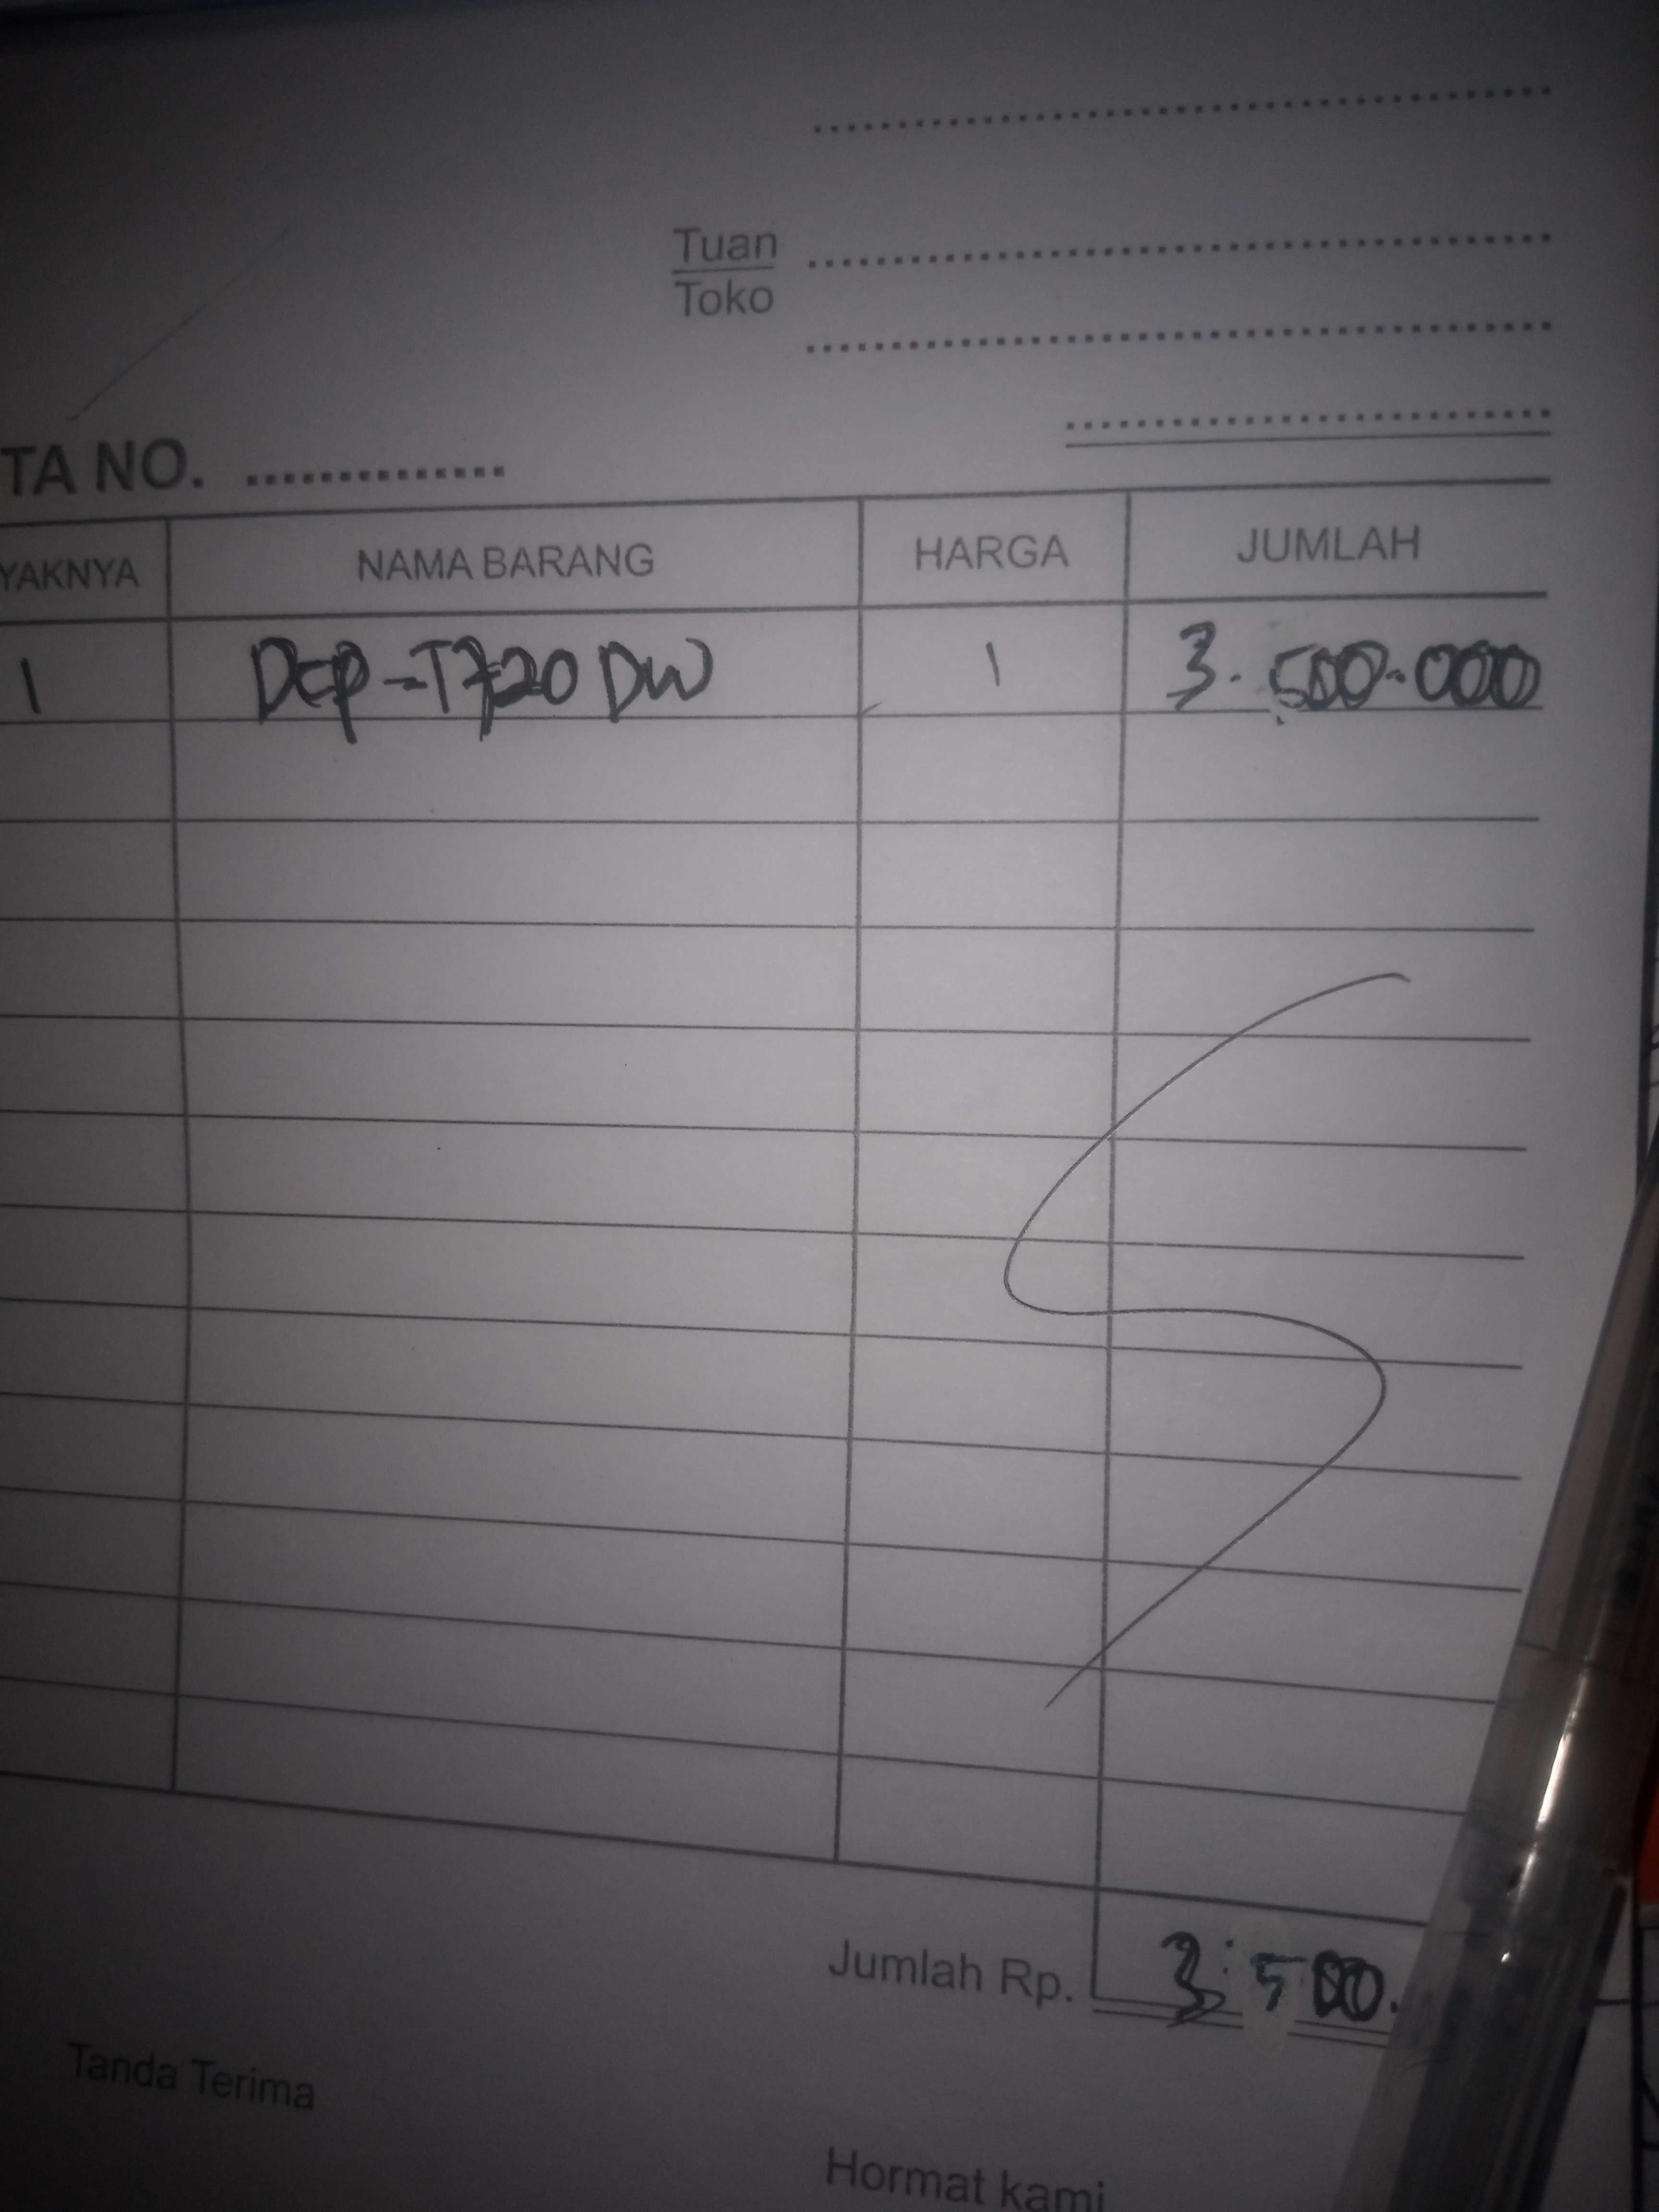 Tuan
Toko
TA NO. ..............
YAKNYA NAMA BARANG HARGA JUMLAH
1 DCP-T720 DW 1 3.500.000
Jumlah Rp. 3.500.
Tanda Terima
Hormat kami